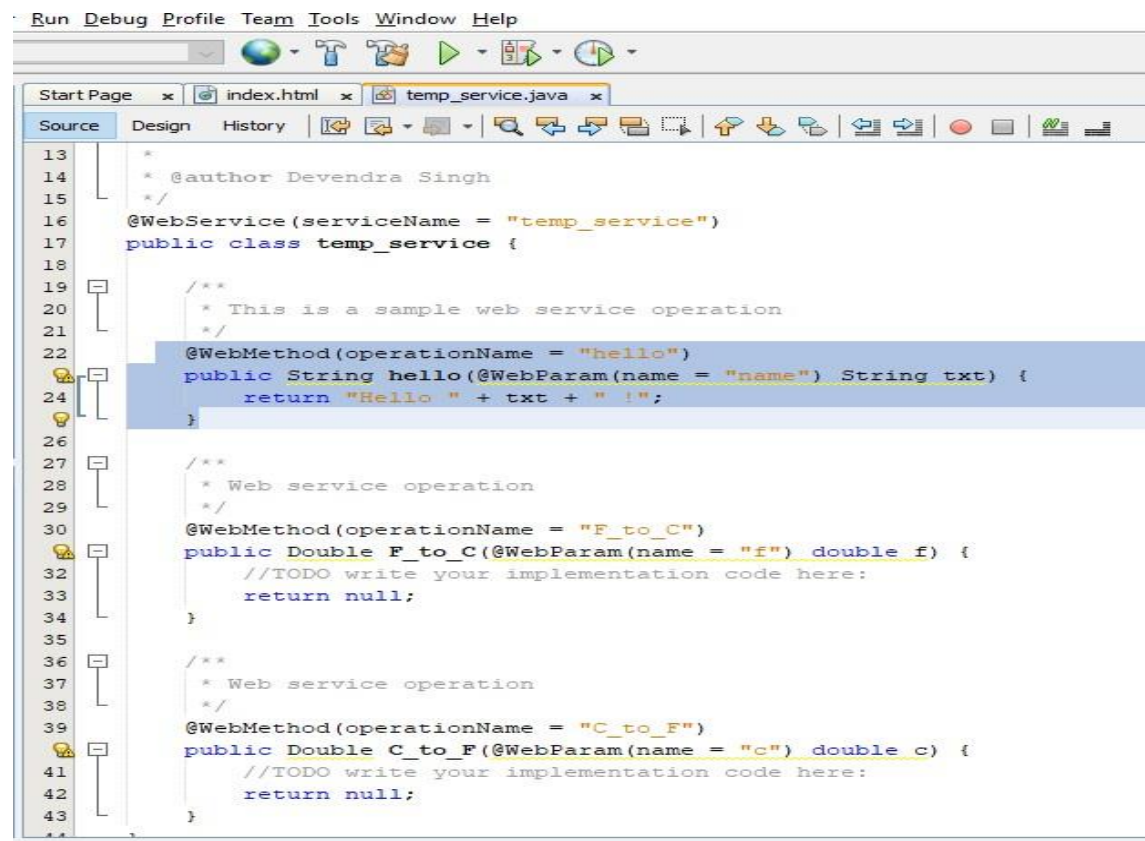 Run Debug Profile Team Tools Window Help
Start Page x index.html x temp_service.java x
Source Design History
13 *
14 * @author Devendra Singh
15 */
16 @WebService(serviceName = "temp_service")
17 public class temp_service {
18
19 /**
20 * This is a sample web service operation
21 */
22 @WebMethod(operationName = "hello")
public String hello(@WebParam(name = "name") String txt) {
24 return "Hello " + txt + " !";
}
26
27 /**
28 * Web service operation
29 */
30 @WebMethod(operationName = "F_to_C")
public Double F_to_C(@WebParam(name = "f") double f) {
32 //TODO write your implementation code here:
33 return null;
34 }
35
36 /**
37 * Web service operation
38 */
39 @WebMethod(operationName = "C_to_F")
public Double C_to_F(@WebParam(name = "c") double c) {
41 //TODO write your implementation code here:
42 return null;
43 }